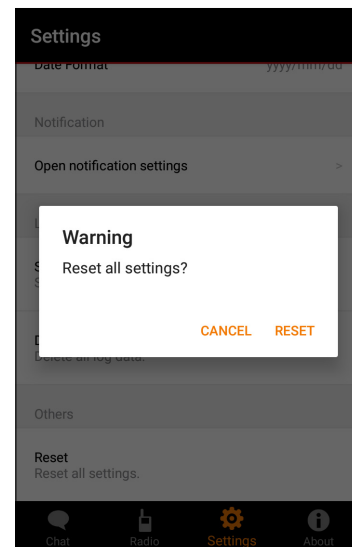 Settings
Date Format yyyy/mm/dd
Notification
Open notification settings >
Warning
Reset all settings?
CANCEL RESET
Delete all log data.
Others
Reset
Reset all settings.
Chat Radio Settings About